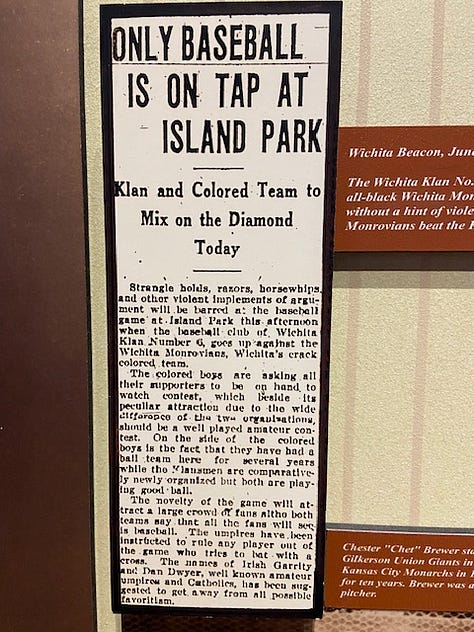 ONLY BASEBALL
IS ON TAP AT
ISLAND PARK
Klan and Colored Team to
Mix on the Diamond
Today
Strangle holds, razors, horsewhips,
and other violent implements of argu-
ment will be barred at the baseball
game at Island Park this afternoon
when the baseball club of Wichita
Klan Number 6, goes up against the
Wichita Monrovians, Wichita's crack
colored team.
The colored boys are asking all
their supporters to be on hand to
watch contest, which beside its
peculiar attraction due to the wide
difference of the two organizations,
should be a well played amateur con-
test. On the side of the colored
boys is the fact that they have had a
ball team here for several years
while the Klansmen are comparative-
ly newly organized but both are play-
ing good ball.
The novelty of the game will at-
tract a large crowd of fans altho both
teams say that all the fans will see
is baseball. The umpires have been
instructed to rule any player out of
the game who tries to bat with a
cross. The names of Irish Garrity
and Dan Dwyer, well known amateur
umpires and Catholics, has been sug-
gested to get away from all possible
favoritism.
Wichita Beacon,
The Wichita Klan
all-black Wichita
without a hint of
Monrovians beat the
Chester "Chet" Brewer
Gilkerson Union Giants in
Kansas City Monarchs in
for ten years. Brewer was
pitcher.